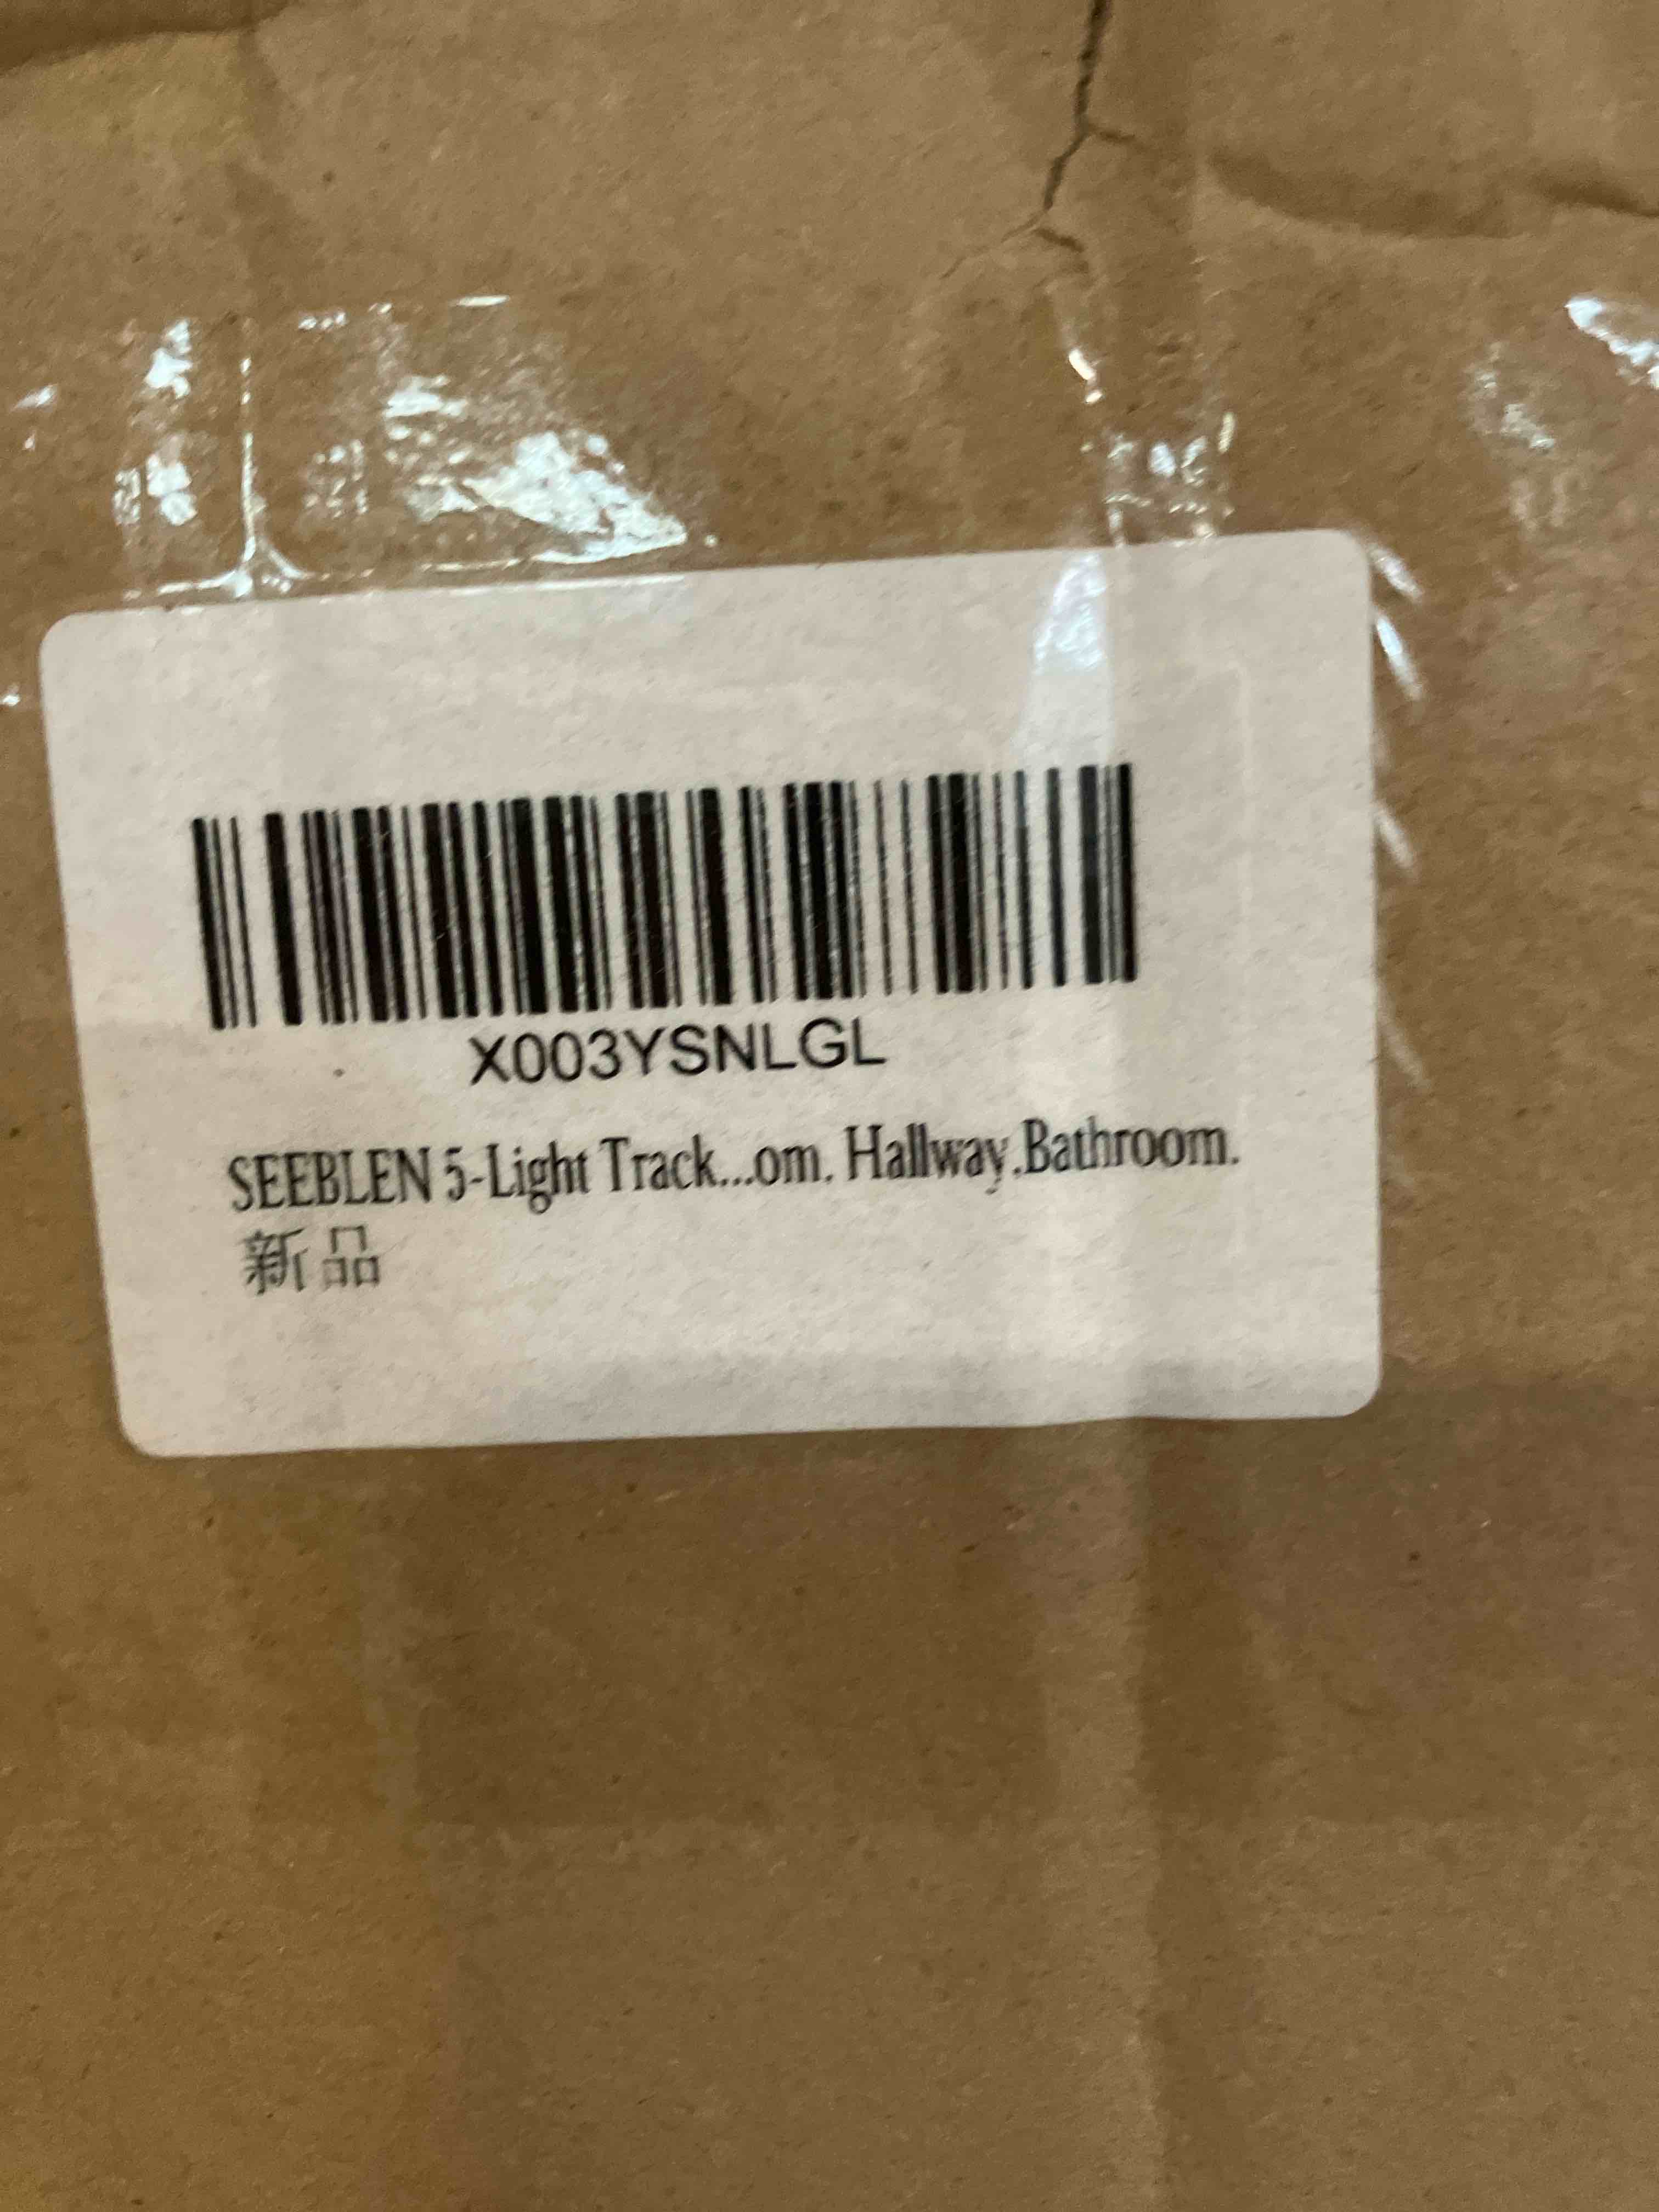 X003YSNLGL
SEEBLEN 5-Light Track...om, Hallway,Bathroom,
新品